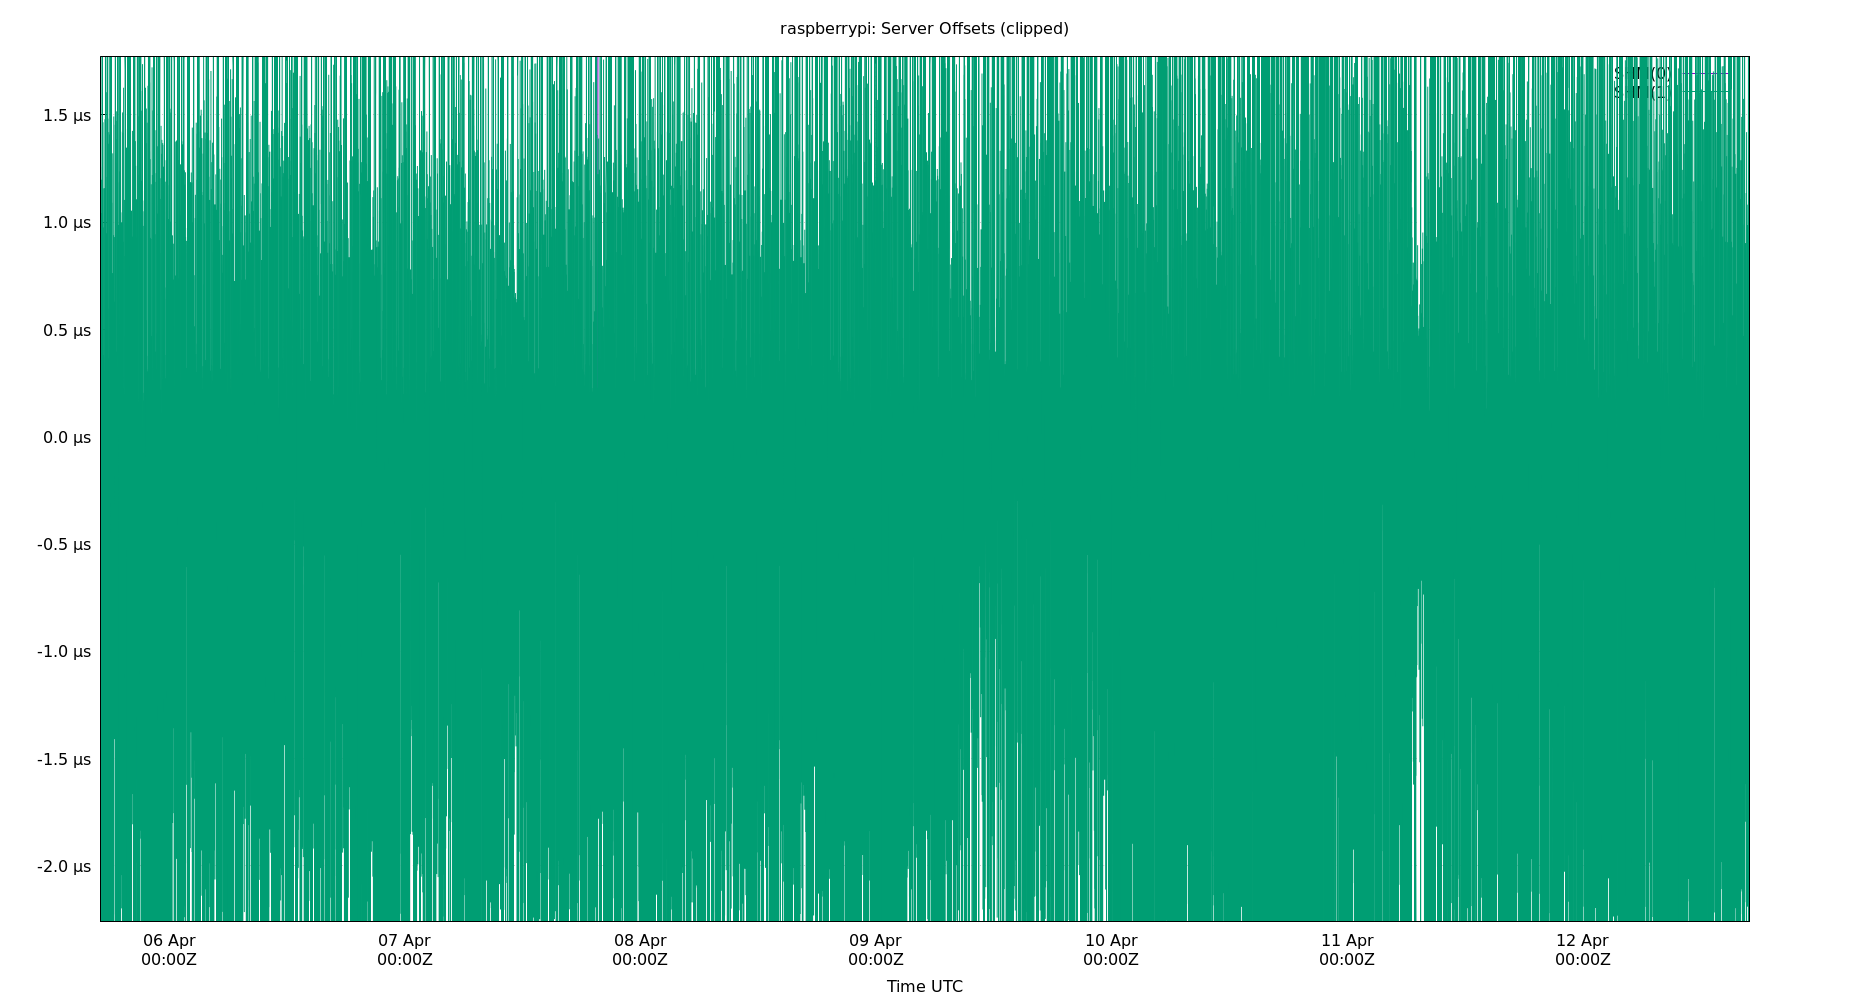 raspberrypi: Server Offsets (clipped)
1.5 µs
1.0 µs
0.5 µs
0.0 µs
-0.5 µs
-1.0 µs
-1.5 µs
-2.0 µs
06 Apr
00:00Z
07 Apr
00:00Z
08 Apr
00:00Z
09 Apr
00:00Z
10 Apr
00:00Z
11 Apr
00:00Z
12 Apr
00:00Z
Time UTC